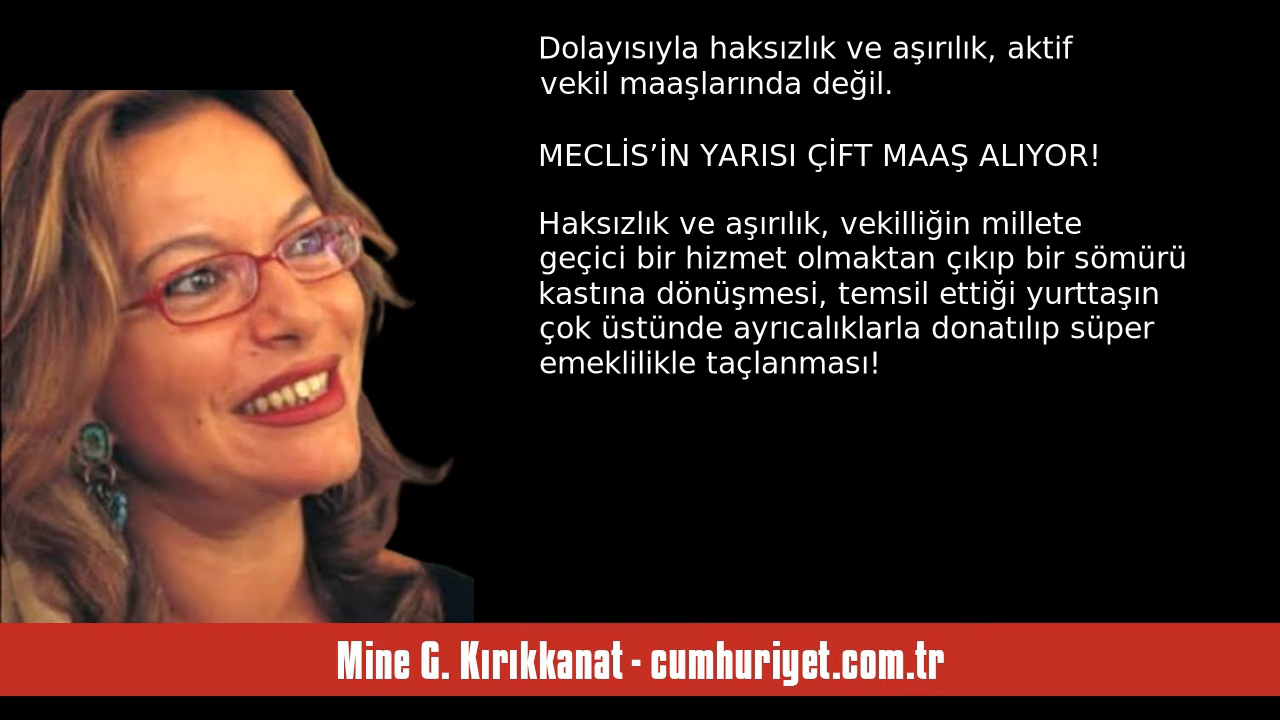 Dolayısıyla haksızlık ve aşırılık, aktif
vekil maaşlarında değil.
MECLİS’İN YARISI ÇİFT MAAŞ ALIYOR!
Haksızlık ve aşırılık, vekilliğin millete
geçici bir hizmet olmaktan çıkıp bir sömürü
kastına dönüşmesi, temsil ettiği yurttaşın
çok üstünde ayrıcalıklarla donatılıp süper
emeklilikle taçlanması!
Mine G. Kırıkkanat - cumhuriyet.com.tr